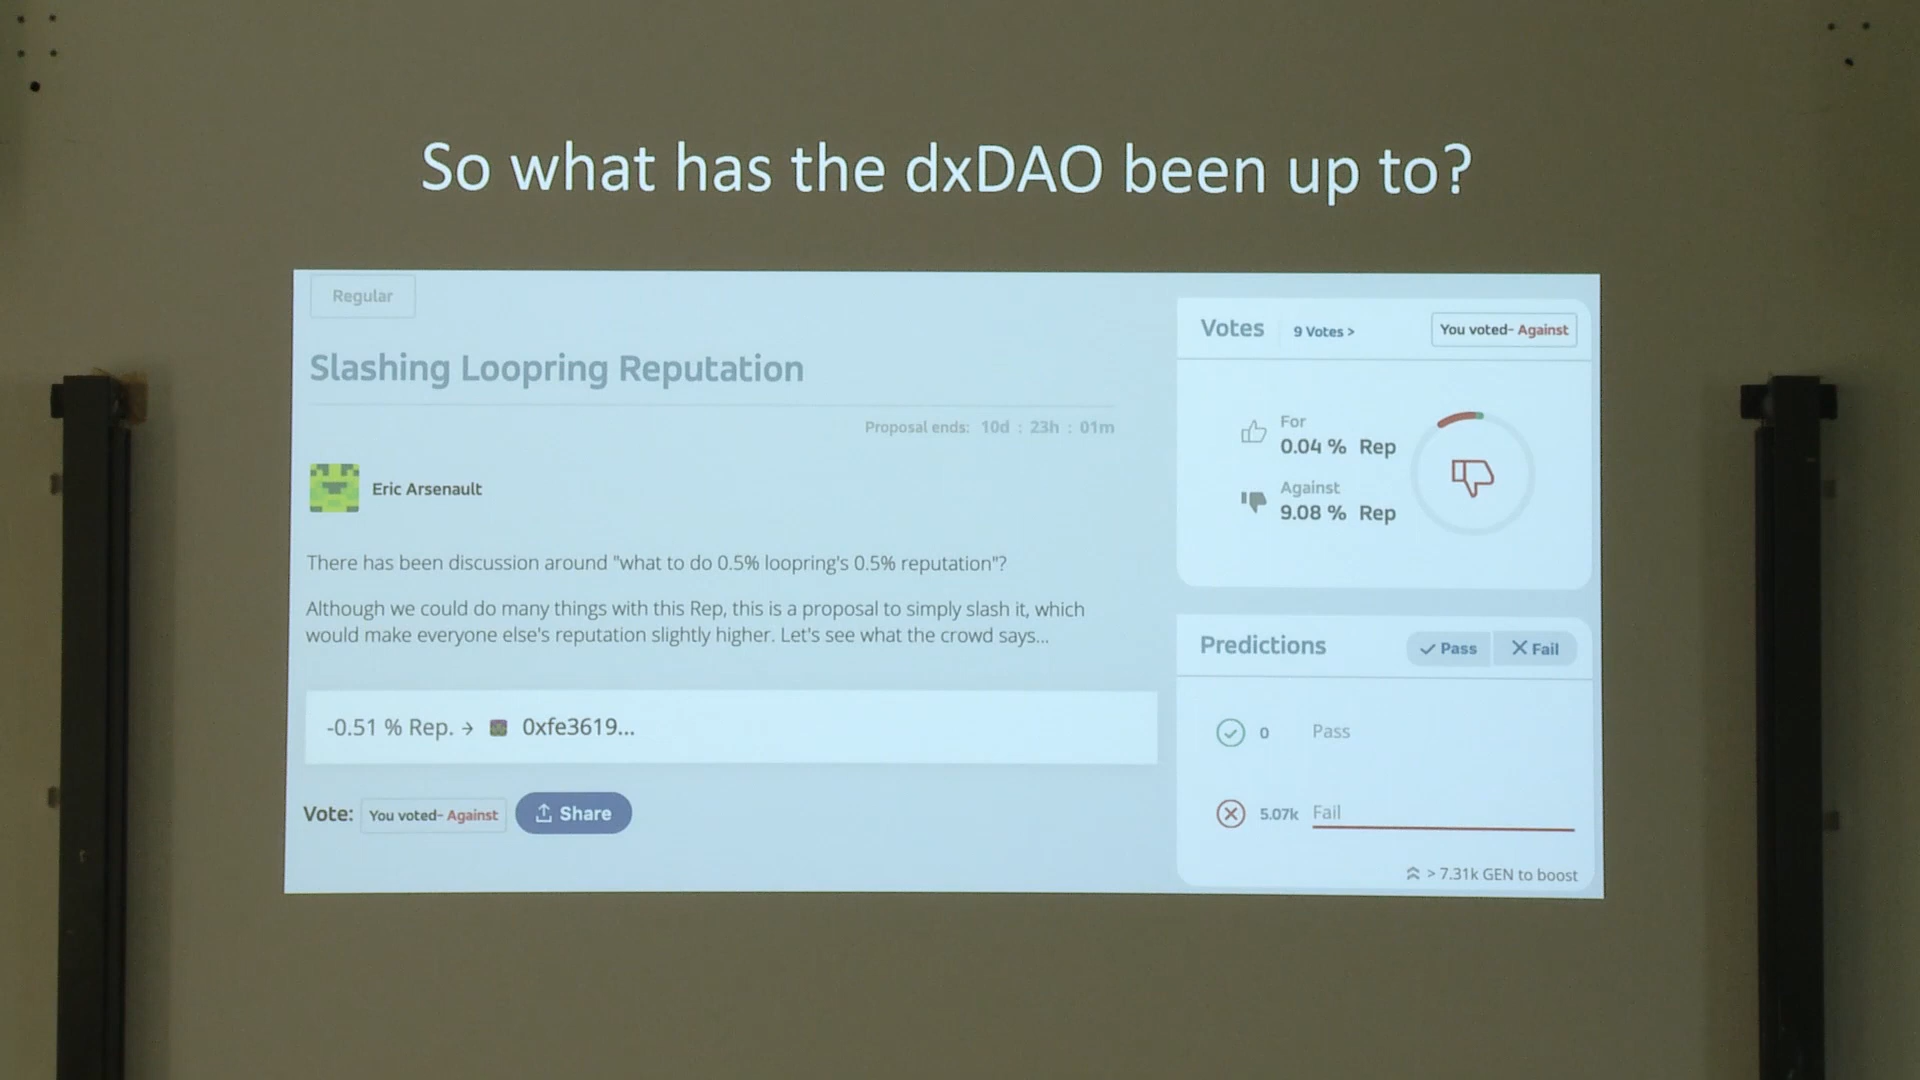 So what has the dxDAO been up to?
Regular
Slashing Loopring Reputation
Proposal ends: 10d : 23h : 01m
Eric Arsenault
There has been discussion around "what to do 0.5% loopring's 0.5% reputation"?
Although we could do many things with this Rep, this is a proposal to simply slash it, which
would make everyone else's reputation slightly higher. Let's see what the crowd says...
-0.51 % Rep. → 0xfe3619...
Vote: You voted- Against Share
Votes 9 Votes > You voted- Against
For
0.04 % Rep
Against
9.08 % Rep
Predictions Pass Fail
0 Pass
5.07k Fail
> 7.31k GEN to boost